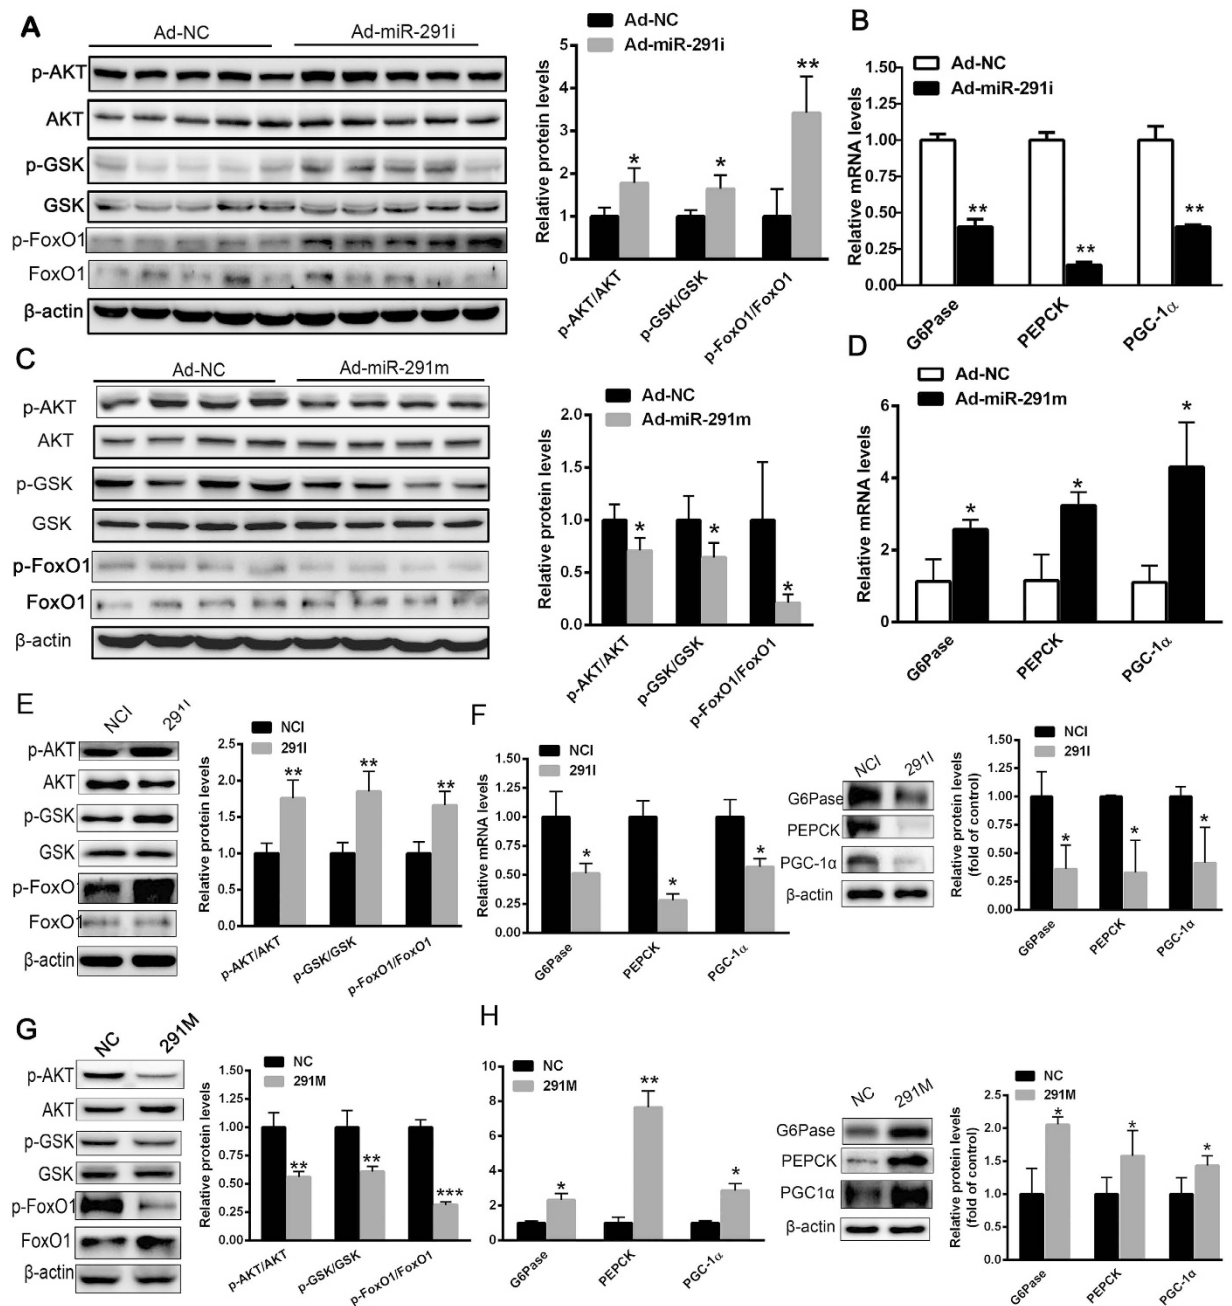 A
Ad-NC Ad-miR-291i
p-AKT
AKT
p-GSK
GSK
p-FoxO1
FoxO1
β-actin
Ad-NC
Ad-miR-291i
Relative protein levels
5
4
3
2
1
0
* * **
p-AKT/AKT
p-GSK/GSK
p-FoxO1/FoxO1
B
Ad-NC
Ad-miR-291i
Relative mRNA levels
1.50
1.25
1.00
0.75
0.50
0.25
0.00
** ** **
G6Pase
PEPCK
PGC-1α
C
Ad-NC Ad-miR-291m
p-AKT
AKT
p-GSK
GSK
p-FoxO1
FoxO1
β-actin
Ad-NC
Ad-miR-291m
Relative protein levels
2.0
1.5
1.0
0.5
0.0
* * *
p-AKT/AKT
p-GSK/GSK
p-FoxO1/FoxO1
D
Ad-NC
Ad-miR-291m
Relative mRNA levels
6
4
2
0
* * *
G6Pase
PEPCK
PGC-1α
E
NCI 291I
p-AKT
AKT
p-GSK
GSK
p-FoxO1
FoxO1
β-actin
NCI
291I
Relative protein levels
2.5
2.0
1.5
1.0
0.5
0.0
** ** **
p-AKT/AKT
p-GSK/GSK
p-FoxO1/FoxO1
F
NCI
291I
Relative mRNA levels
1.50
1.25
1.00
0.75
0.50
0.25
0.00
* * *
G6Pase
PEPCK
PGC-1α
NCI 291I
G6Pase
PEPCK
PGC-1α
β-actin
NCI
291I
Relative protein levels
(fold of control)
1.50
1.25
1.00
0.75
0.50
0.25
0.00
* * *
G6Pase
PEPCK
PGC-1α
G
NC 291M
p-AKT
AKT
p-GSK
GSK
p-FoxO1
FoxO1
β-actin
NC
291M
Relative protein levels
1.50
1.25
1.00
0.75
0.50
0.25
0.00
** ** ***
p-AKT/AKT
p-GSK/GSK
p-FoxO1/FoxO1
H
NC
291M
Relative mRNA levels
10
8
6
4
2
0
* ** *
G6Pase
PEPCK
PGC-1α
NC 291M
G6Pase
PEPCK
PGC1α
β-actin
NC
291M
Relative protein levels
(fold of control)
2.5
2.0
1.5
1.0
0.5
0.0
* * *
G6Pase
PEPCK
PGC-1α